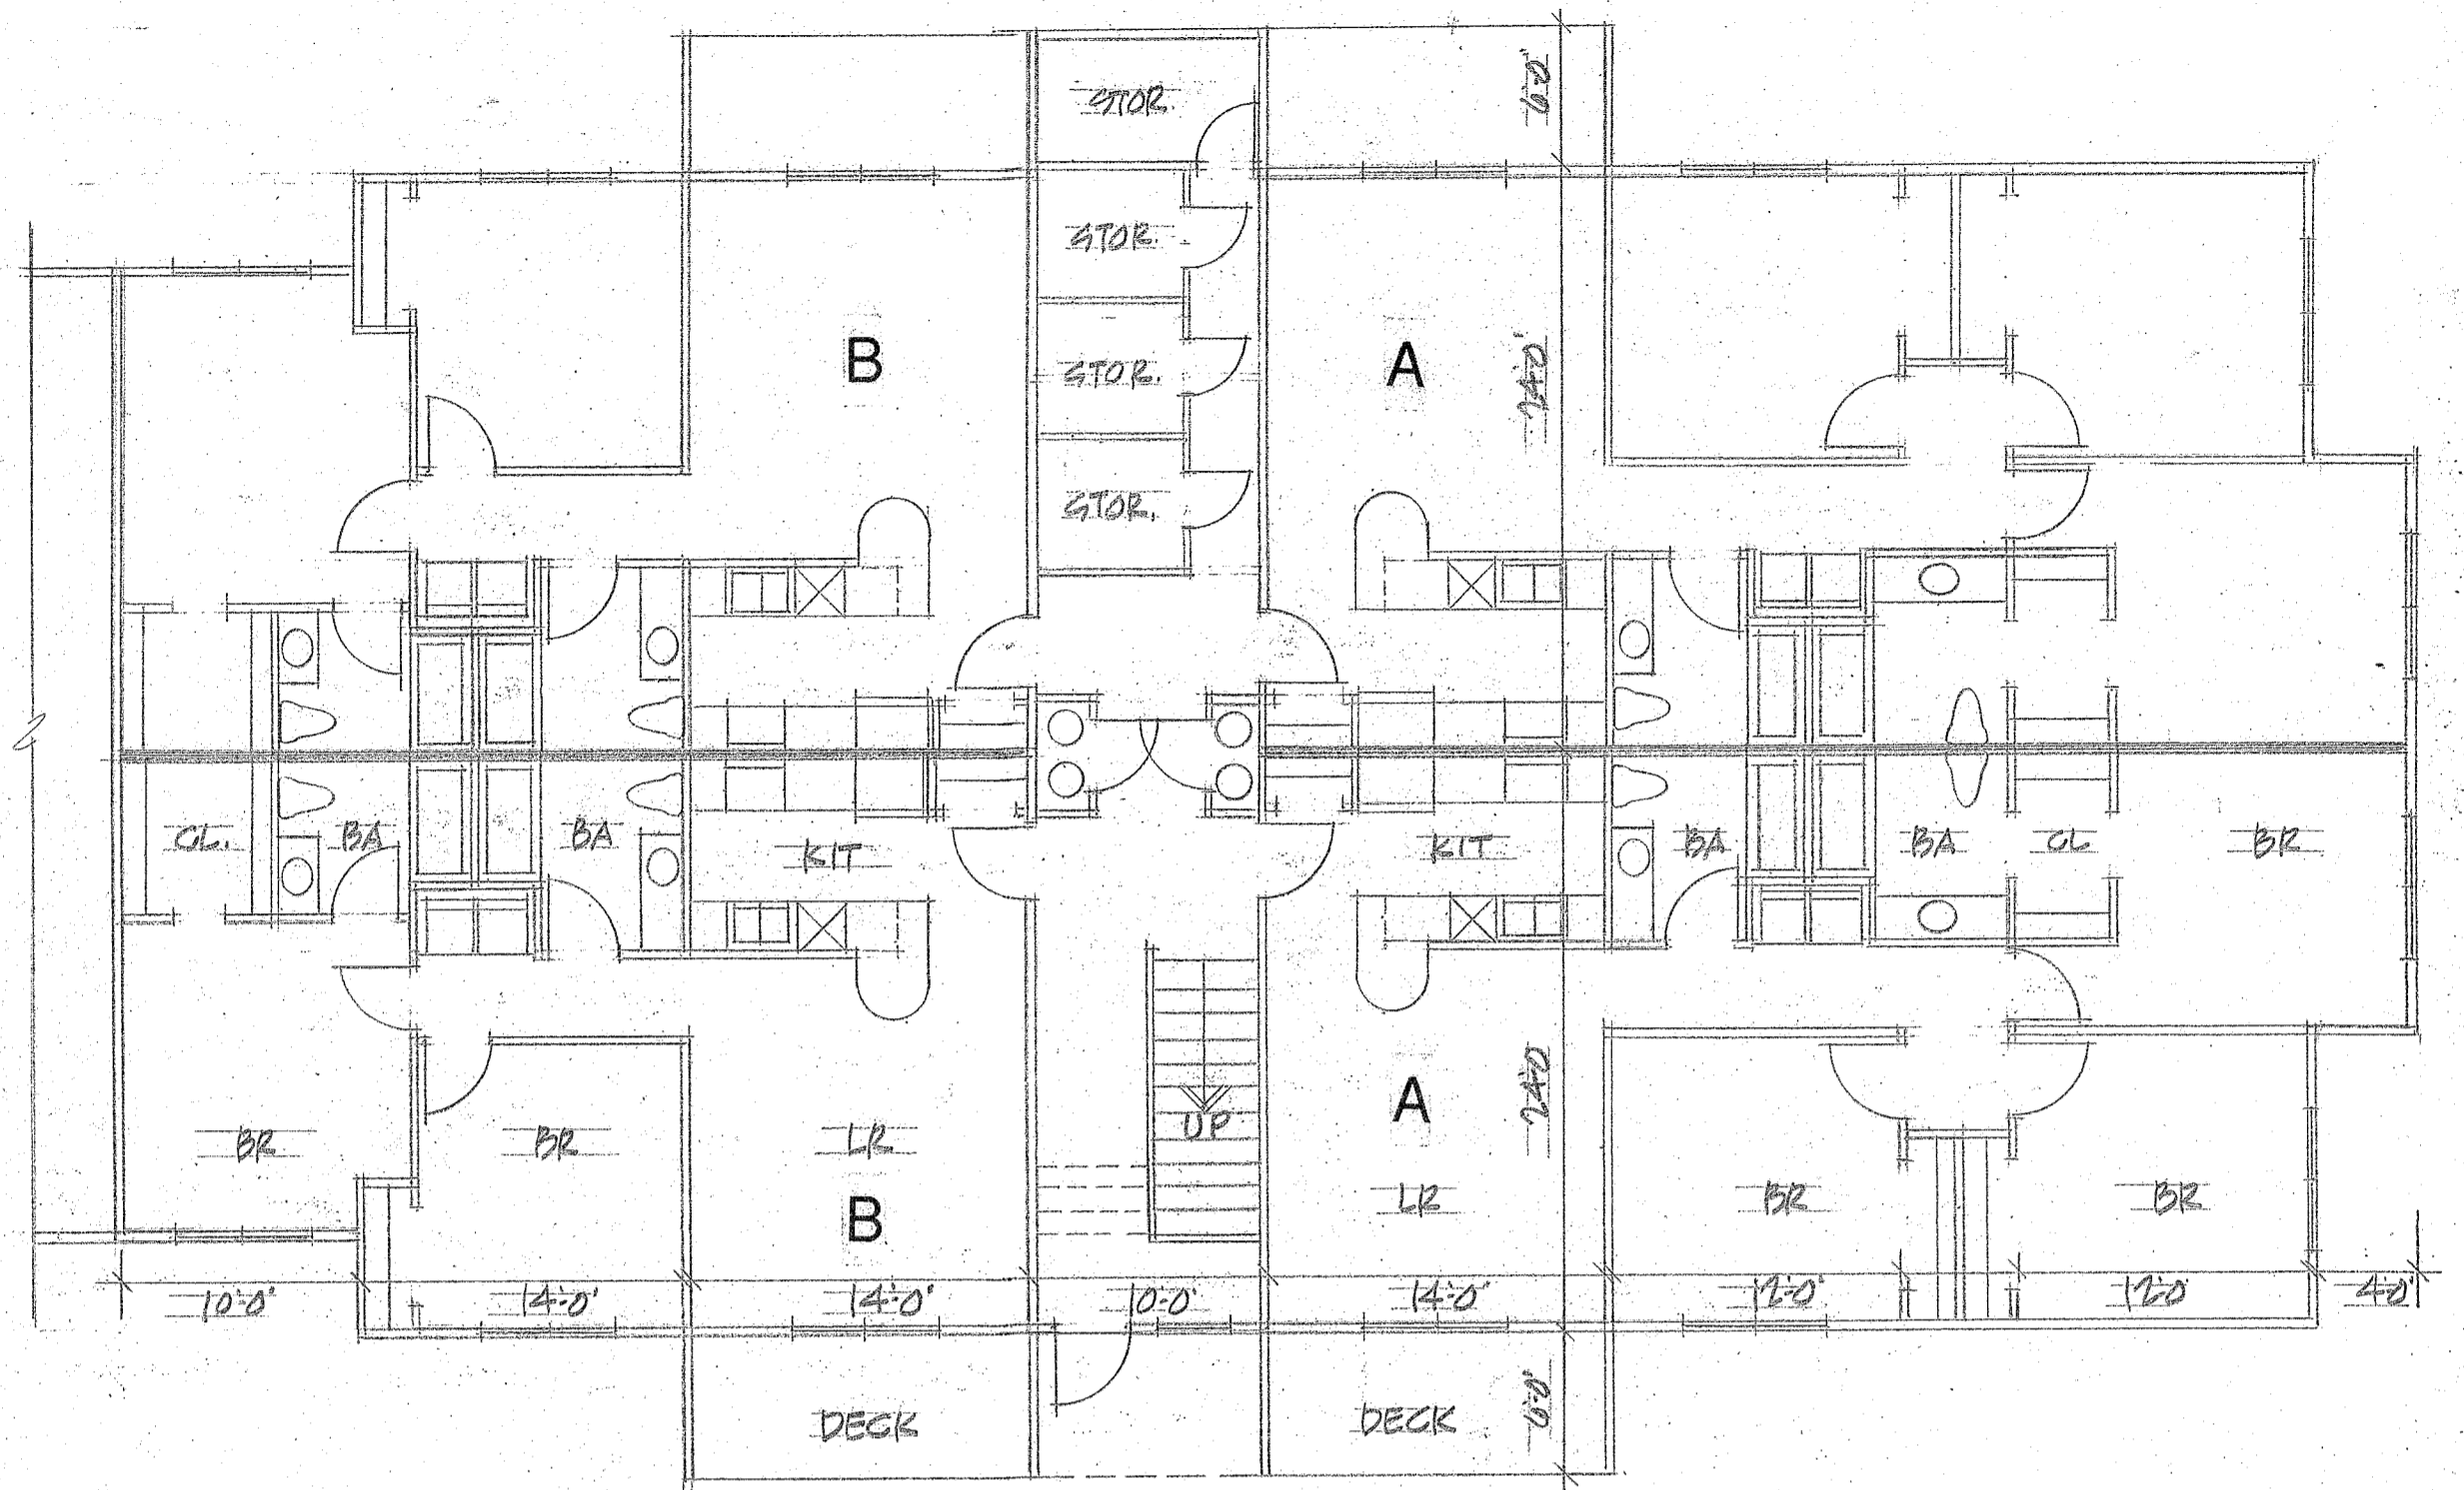 STOR.
6'-0"
STOR.
B
STOR.
A
24'-0"
STOR.
CL.
BA
BA
KIT
KIT
BA
BA
CL
BR
BR
BR
LR
UP
A
24'-0
B
LR
BR
BR
10'-0"
14'-0"
14'-0"
10'-0"
14'-0"
12'-0"
12'-0
4'-0"
DECK
DECK
6'-0"